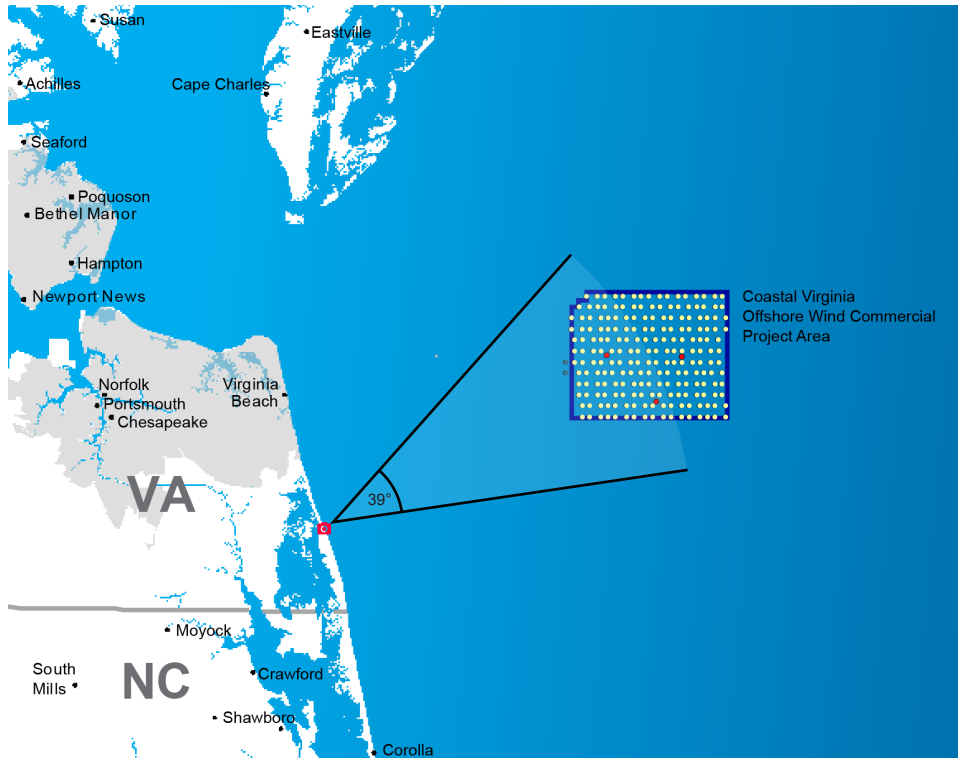 Susan
Eastville
Achilles
Cape Charles
Seaford
Poquoson
Bethel Manor
Hampton
Newport News
Coastal Virginia
Offshore Wind Commercial
Project Area
Norfolk
Portsmouth
Chesapeake
Virginia
Beach
VA
39°
Moyock
South
Mills
NC
Crawford
Shawboro
Corolla